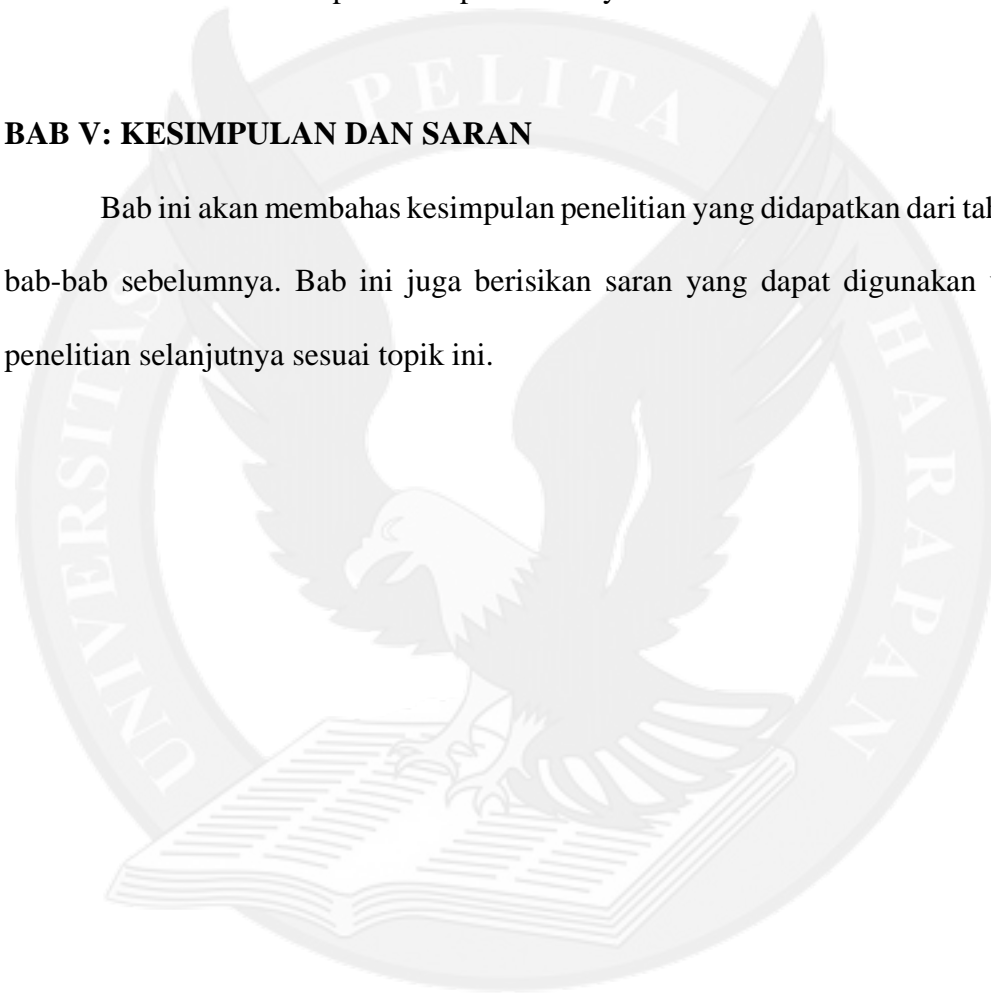 BAB V: KESIMPULAN DAN SARAN
Bab ini akan membahas kesimpulan penelitian yang didapatkan dari
bab-bab sebelumnya. Bab ini juga berisikan saran yang dapat digunakan
penelitian selanjutnya sesuai topik ini.
UNIVERSITAS PELITA HARAPAN